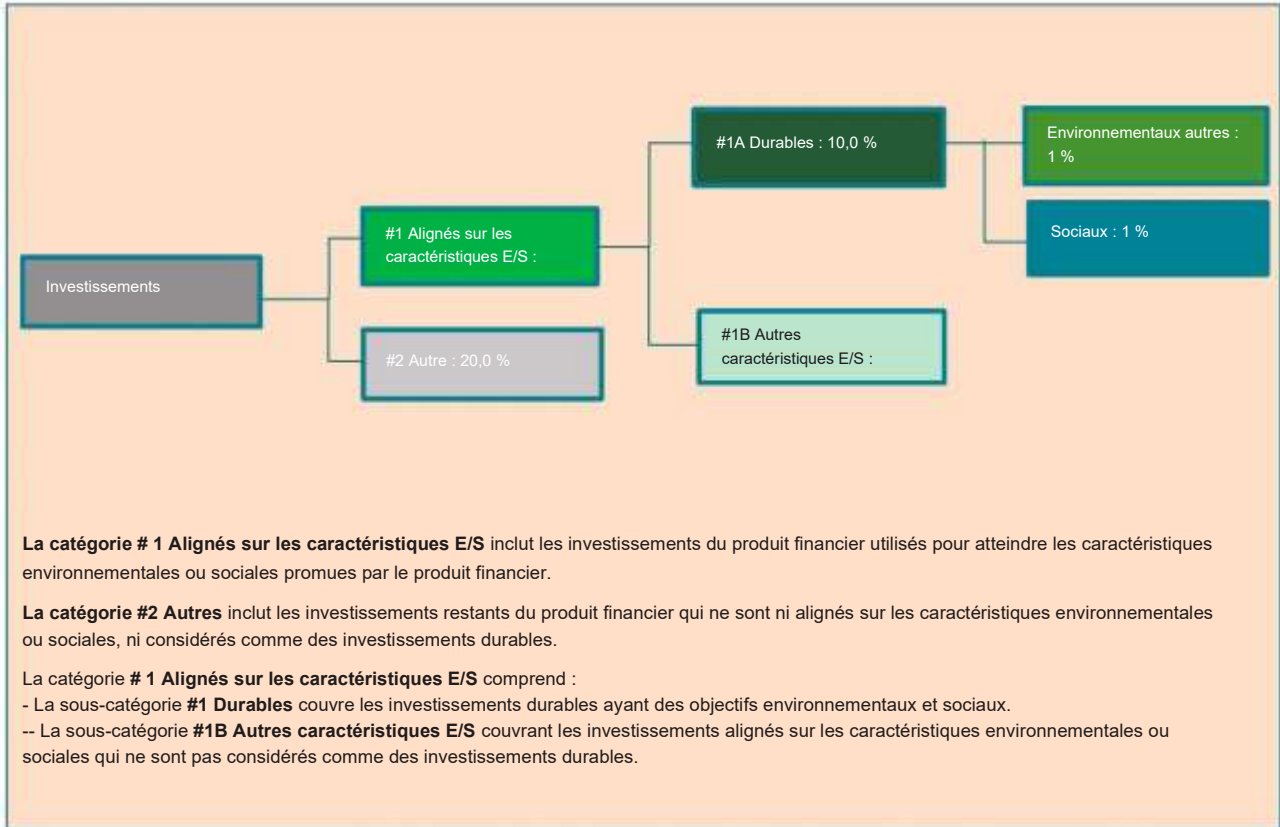 Investissements
#1 Alignés sur les
caractéristiques E/S :
#2 Autre : 20,0 %
#1A Durables : 10,0 %
#1B Autres
caractéristiques E/S :
Environnementaux autres :
1 %
Sociaux : 1 %
La catégorie # 1 Alignés sur les caractéristiques E/S inclut les investissements du produit financier utilisés pour atteindre les caractéristiques
environnementales ou sociales promues par le produit financier.
La catégorie #2 Autres inclut les investissements restants du produit financier qui ne sont ni alignés sur les caractéristiques environnementales
ou sociales, ni considérés comme des investissements durables.
La catégorie # 1 Alignés sur les caractéristiques E/S comprend :
- La sous-catégorie #1 Durables couvre les investissements durables ayant des objectifs environnementaux et sociaux.
-- La sous-catégorie #1B Autres caractéristiques E/S couvrant les investissements alignés sur les caractéristiques environnementales ou
sociales qui ne sont pas considérés comme des investissements durables.